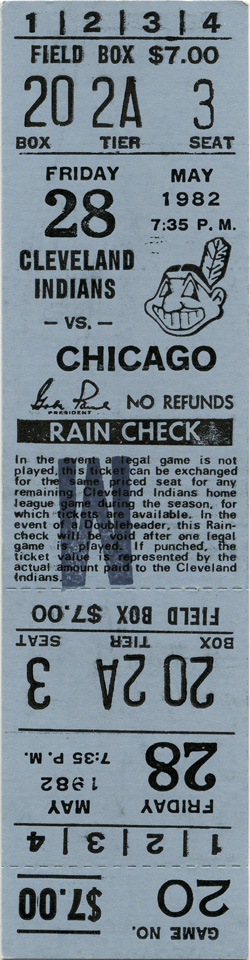 1 | 2 | 3 | 4
FIELD BOX $7.00
20 2A 3
BOX TIER SEAT
FRIDAY MAY
28 1982
7:35 P. M.
CLEVELAND
INDIANS
— VS. —
CHICAGO
PRESIDENT
NO REFUNDS
RAIN CHECK
In the event a legal game is not
played, this ticket can be exchanged
for the same priced seat for any
remaining Cleveland Indians home
league game during the season, for
which tickets are available. In the
event of a Doubleheader, this Rain-
check will be void after one legal
game is played. If punched, the
ticket value is represented by the
actual amount paid to the Cleveland
Indians.
GAME NO. $7.00
20
1 | 2 | 3 | 4
FRIDAY MAY
28 1982
7:35 P. M.
20 2A 3
BOX TIER SEAT
FIELD BOX $7.00